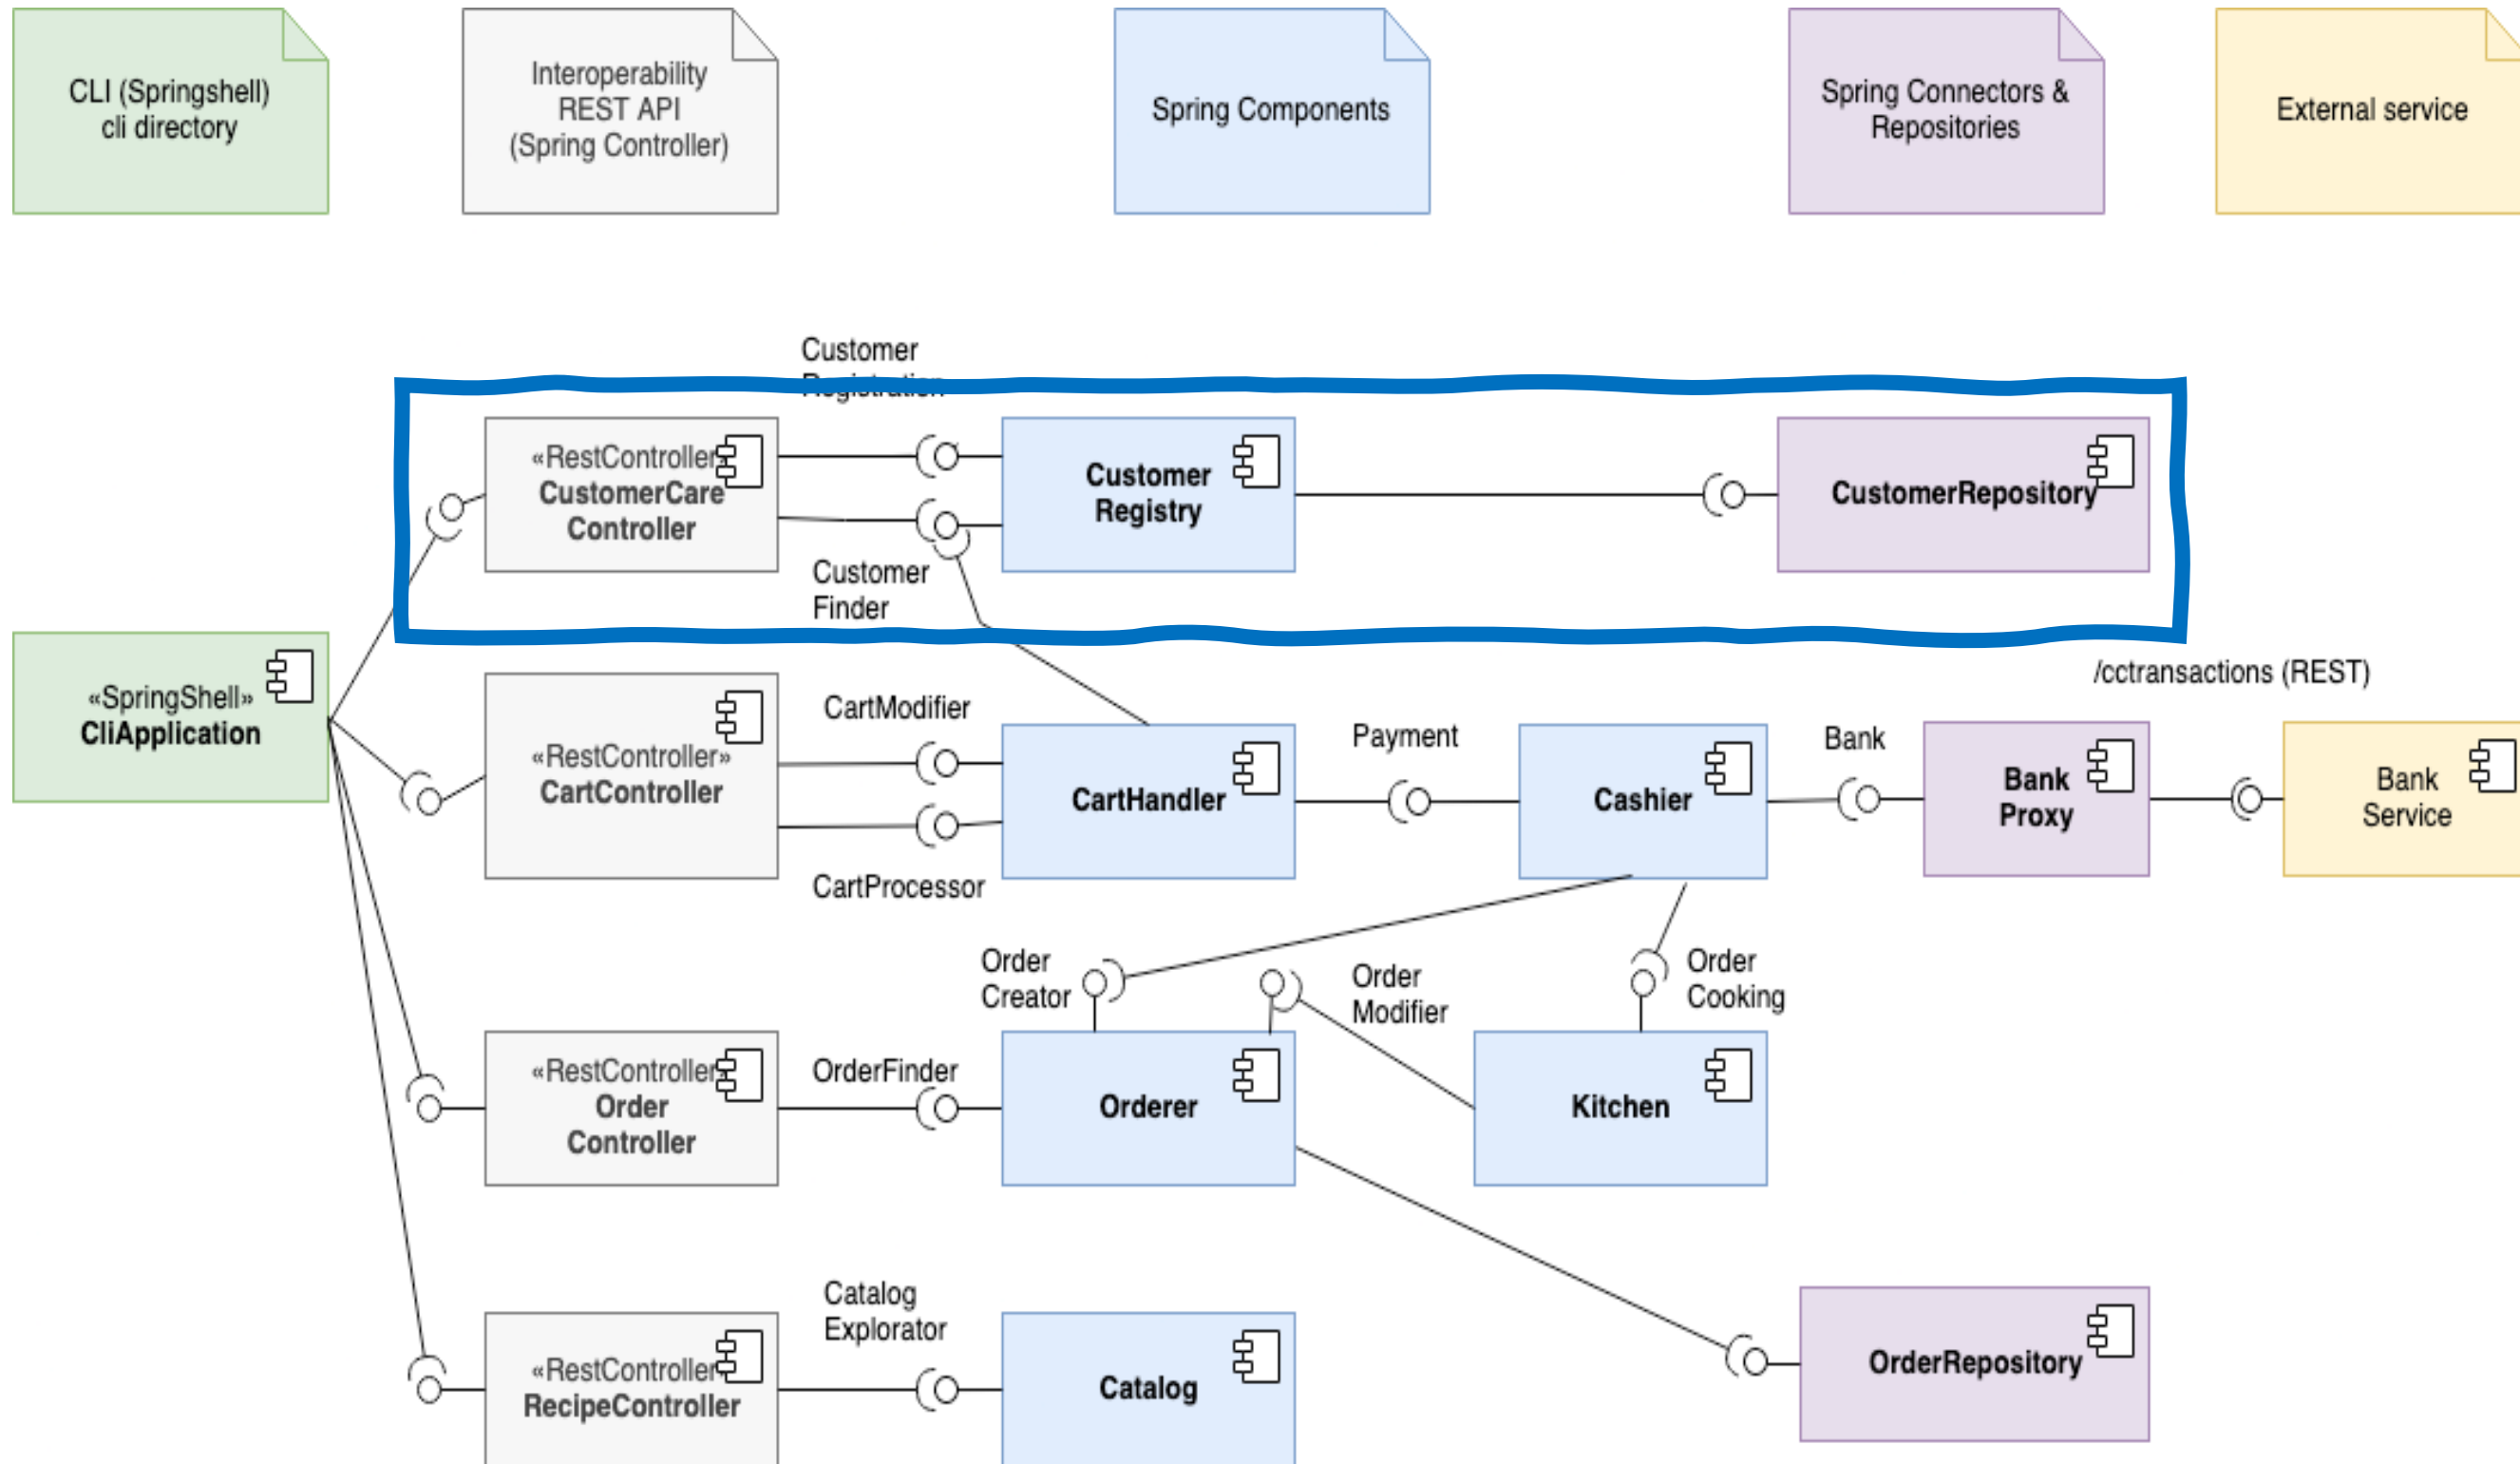 CLI (Springshell)
cli directory
Interoperability
REST API
(Spring Controller)
Spring Components
Spring Connectors &
Repositories
External service
Customer
Registration
«RestController»
CustomerCare
Controller
Customer
Registry
CustomerRepository
Customer
Finder
«SpringShell»
CliApplication
/cctransactions (REST)
«RestController»
CartController
CartModifier
CartProcessor
CartHandler
Payment
Cashier
Bank
Bank
Proxy
Bank
Service
Order
Creator
Order
Modifier
Order
Cooking
«RestController»
Order
Controller
OrderFinder
Orderer
Kitchen
Catalog
Explorator
«RestController»
RecipeController
Catalog
OrderRepository